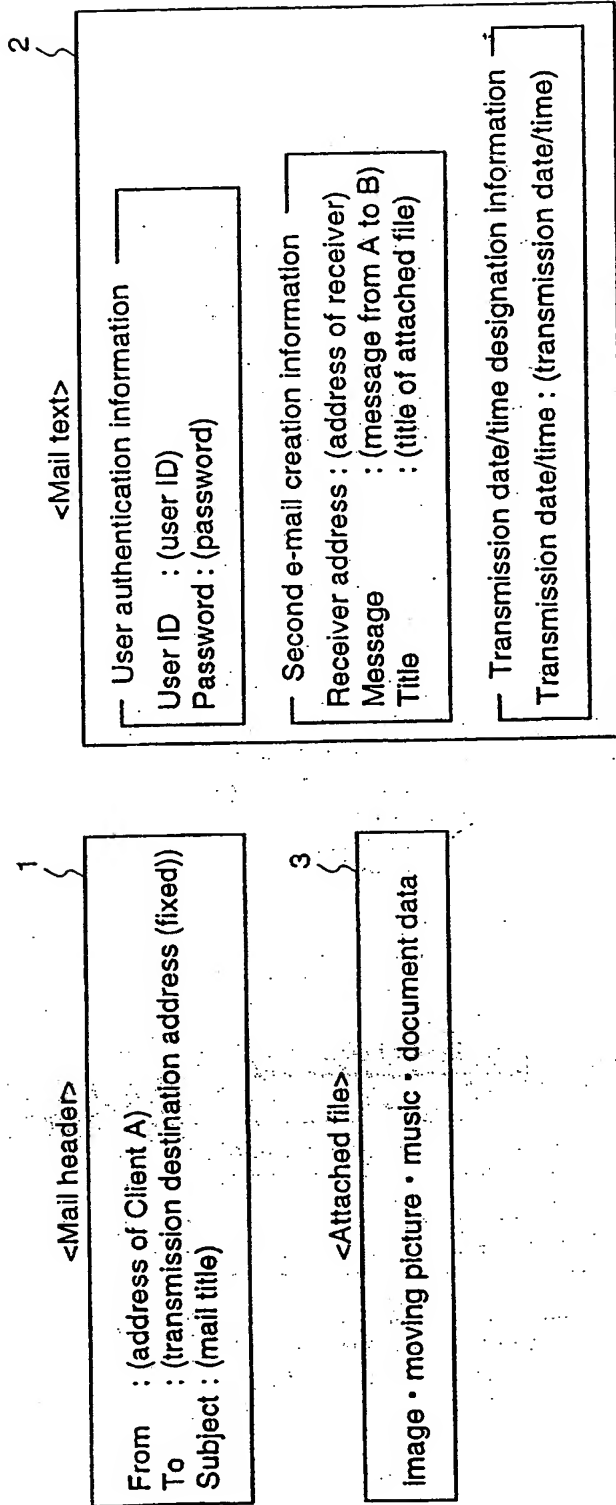 <Mail header>
1
From : (address of Client A)
To : (transmission destination address (fixed))
Subject : (mail title)
<Attached file>
3
image・moving picture・music・document data
<Mail text>
2
User authentication information
User ID : (user ID)
Password : (password)
Second e-mail creation information
Receiver address : (address of receiver)
Message : (message from A to B)
Title : (title of attached file)
Transmission date/time designation information
Transmission date/time : (transmission date/time)